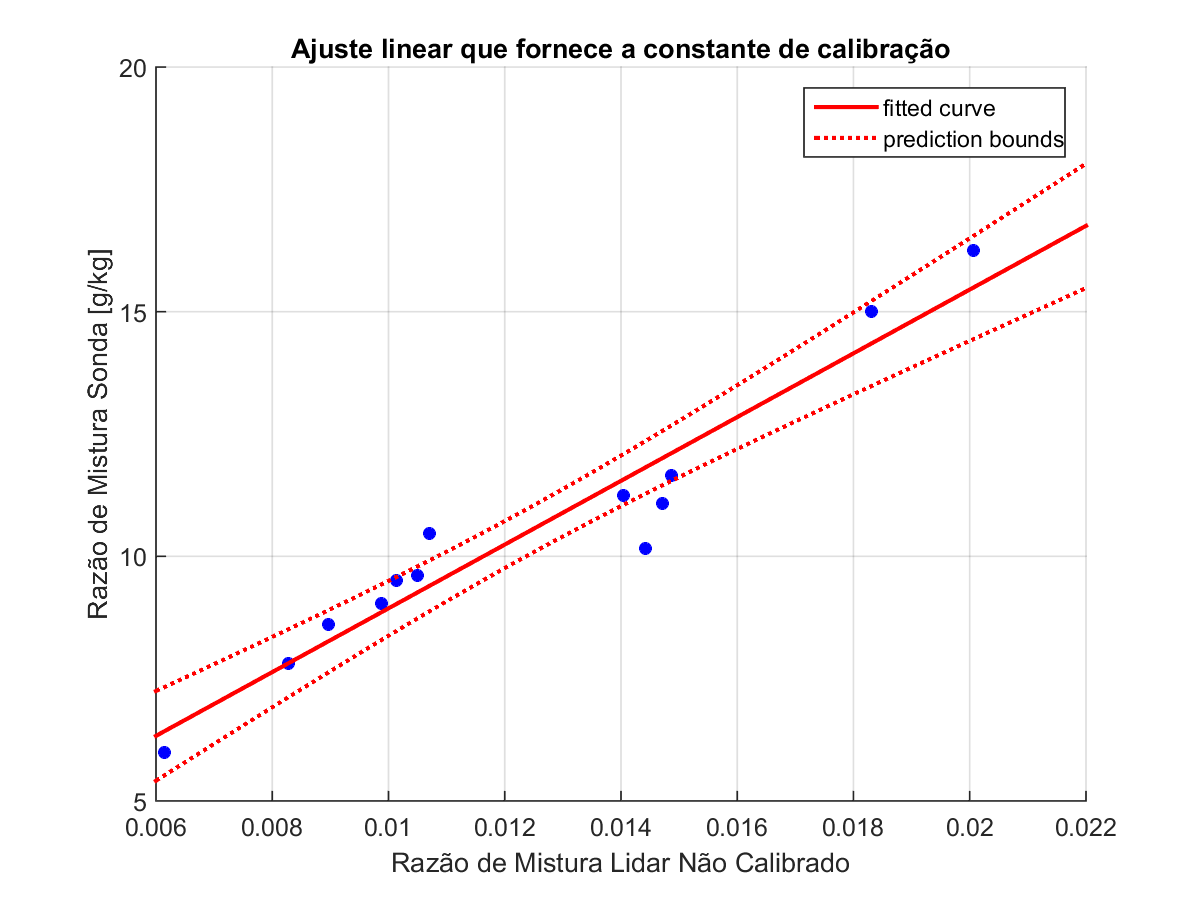 Ajuste linear que fornece a constante de calibração
20
fitted curve
prediction bounds
15
10
5
Razão de Mistura Sonda [g/kg]
0.006 0.008 0.01 0.012 0.014 0.016 0.018 0.02 0.022
Razão de Mistura Lidar Não Calibrado